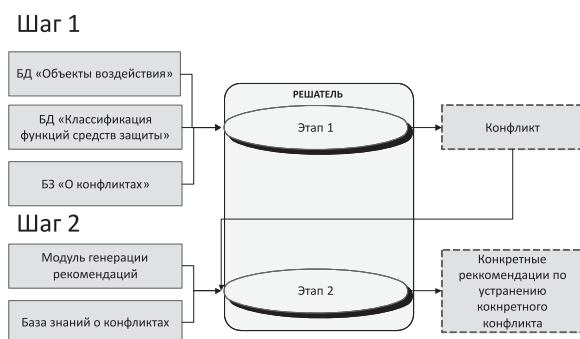 Шаг 1
БД «Объекты воздействия»
БД «Классификация
функций средств защиты»
БЗ «О конфликтах»
РЕШАТЕЛЬ
Этап 1
Конфликт
Шаг 2
Модуль генерации
рекомендаций
База знаний о конфликтах
Этап 2
Конкретные
реккомендации по
устранению
кокнретного
конфликта